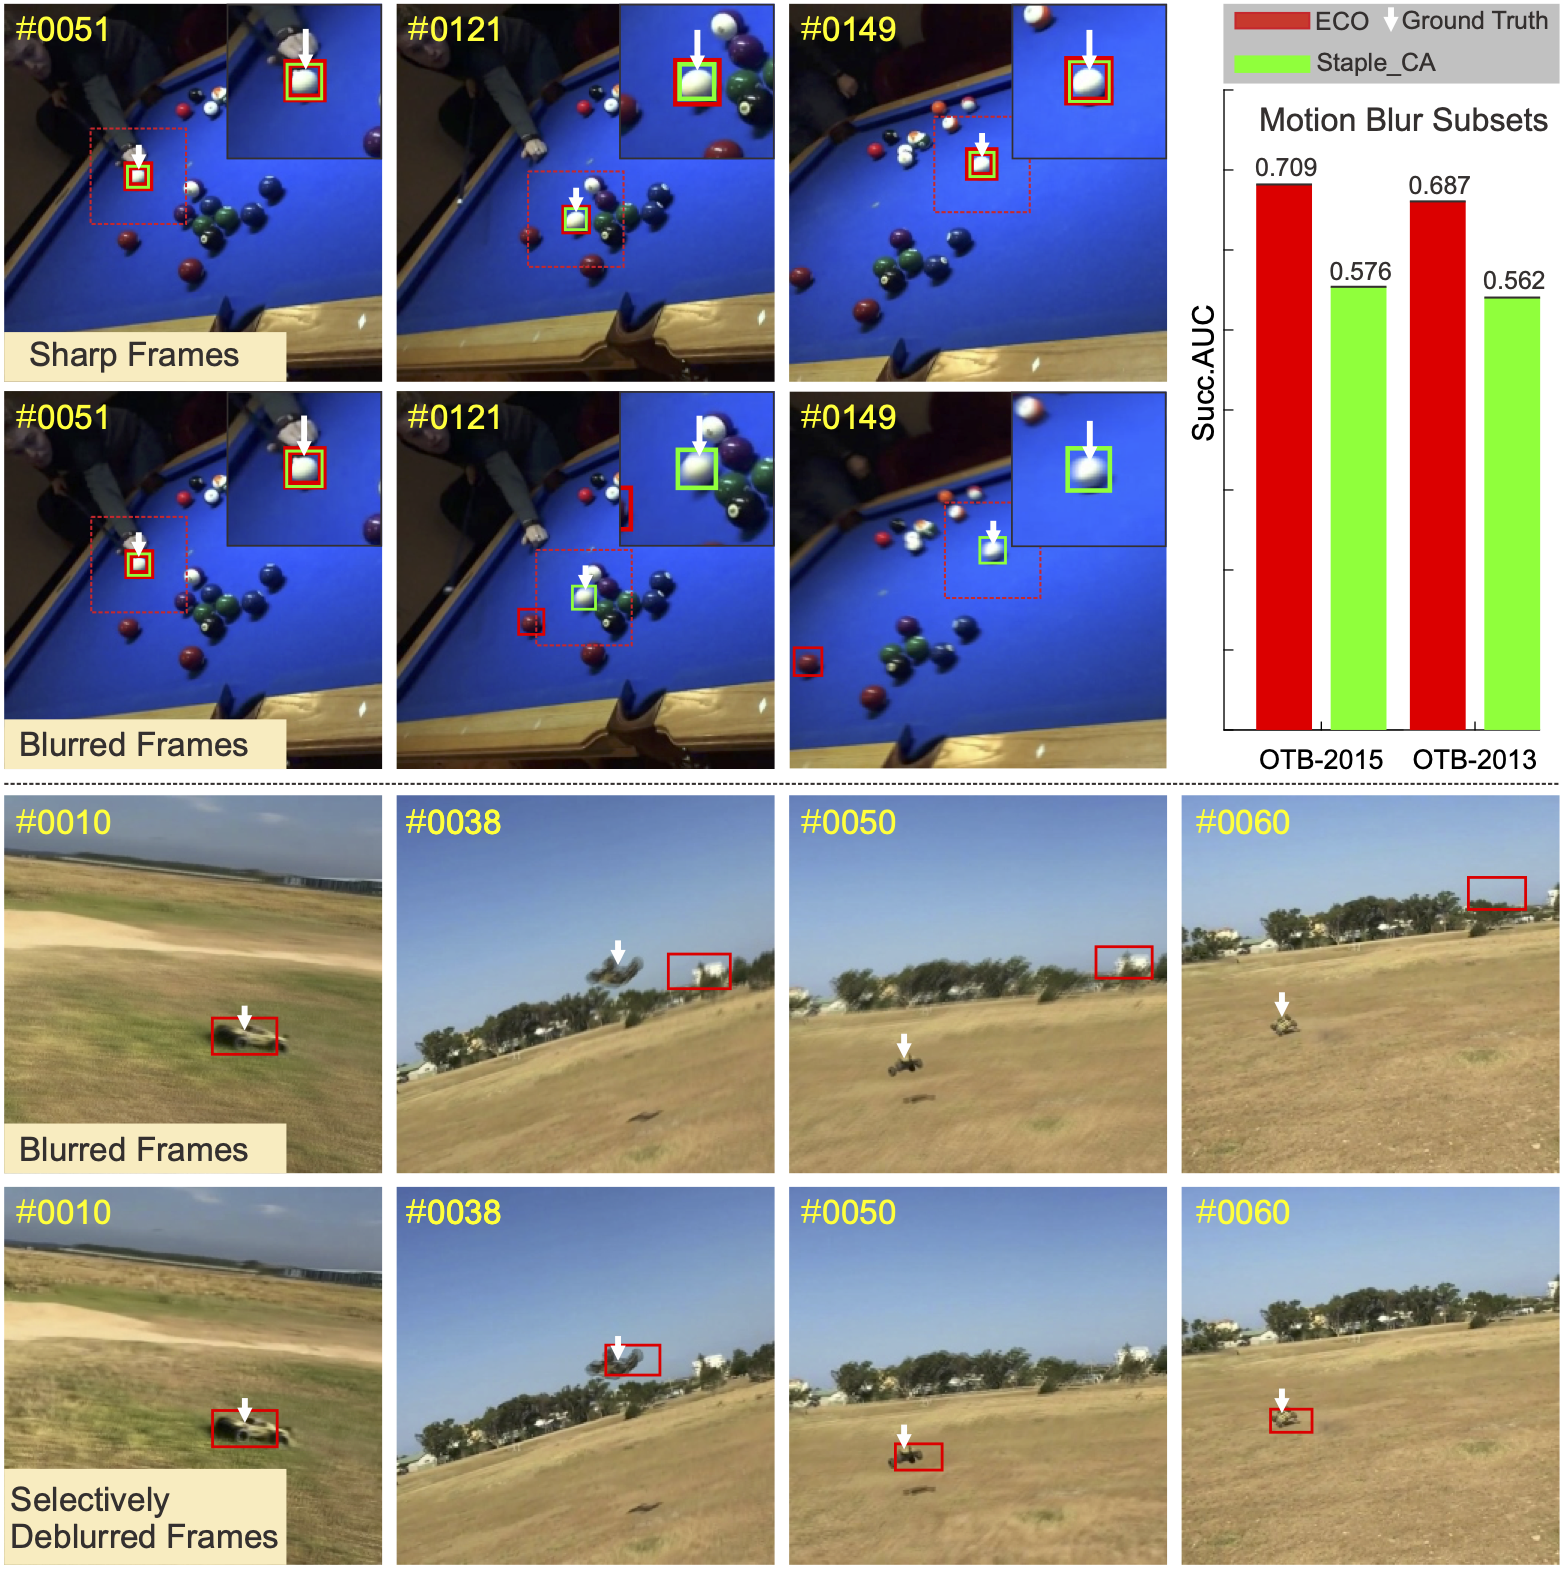 #0051
#0121
#0149
Sharp Frames
#0051
#0121
#0149
Blurred Frames
ECO
Ground Truth
Staple_CA
Motion Blur Subsets
0.709
0.687
0.576
0.562
Succ.AUC
OTB-2015
OTB-2013
#0010
#0038
#0050
#0060
Blurred Frames
#0010
#0038
#0050
#0060
Selectively
Deblurred Frames